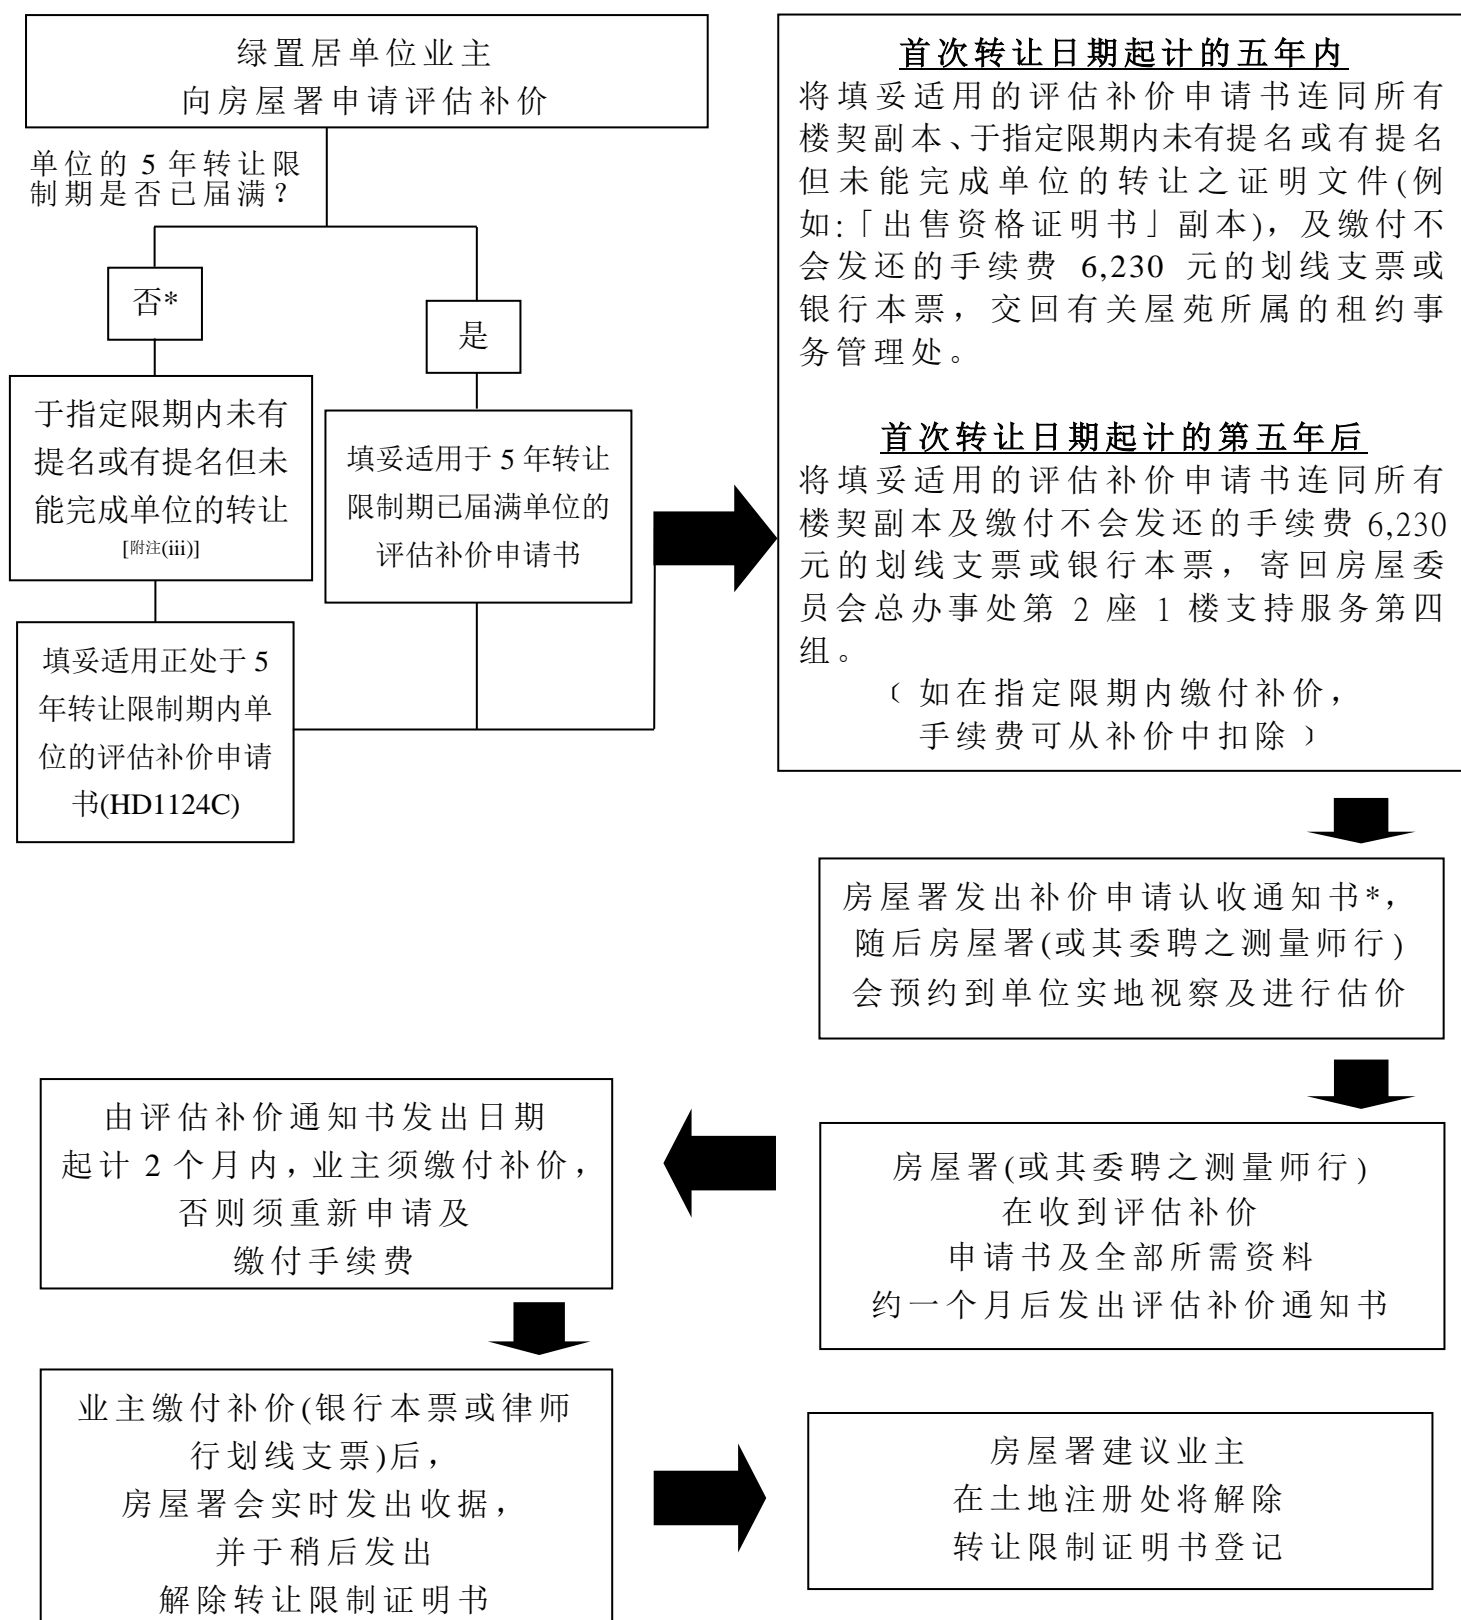 绿置居单位业主
向房屋署申请评估补价
单位的 5 年转让限
制期是否已届满？
否*
是
于指定限期内未有
提名或有提名但未
能完成单位的转让
[附注(iii)]
填妥适用于 5 年转让
限制期已届满单位的
评估补价申请书
填妥适用正处于 5
年转让限制期内单
位的评估补价申请
书(HD1124C)
首次转让日期起计的五年内
将填妥适用的评估补价申请书连同所有
楼契副本、于指定限期内未有提名或有提名
但未能完成单位的转让之证明文件(例
如:「出售资格证明书」副本)，及缴付不
会发还的手续费 6,230 元的划线支票或
银行本票，交回有关屋苑所属的租约事
务管理处。
首次转让日期起计的第五年后
将填妥适用的评估补价申请书连同所有
楼契副本及缴付不会发还的手续费 6,230
元的划线支票或银行本票，寄回房屋委
员会总办事处第 2 座 1 楼支持服务第四
组。
﹝如在指定限期内缴付补价，
手续费可从补价中扣除﹞
房屋署发出补价申请认收通知书*，
随后房屋署(或其委聘之测量师行)
会预约到单位实地视察及进行估价
房屋署(或其委聘之测量师行)
在收到评估补价
申请书及全部所需资料
约一个月后发出评估补价通知书
由评估补价通知书发出日期
起计 2 个月内，业主须缴付补价，
否则须重新申请及
缴付手续费
业主缴付补价(银行本票或律师
行划线支票)后，
房屋署会实时发出收据，
并于稍后发出
解除转让限制证明书
房屋署建议业主
在土地注册处将解除
转让限制证明书登记